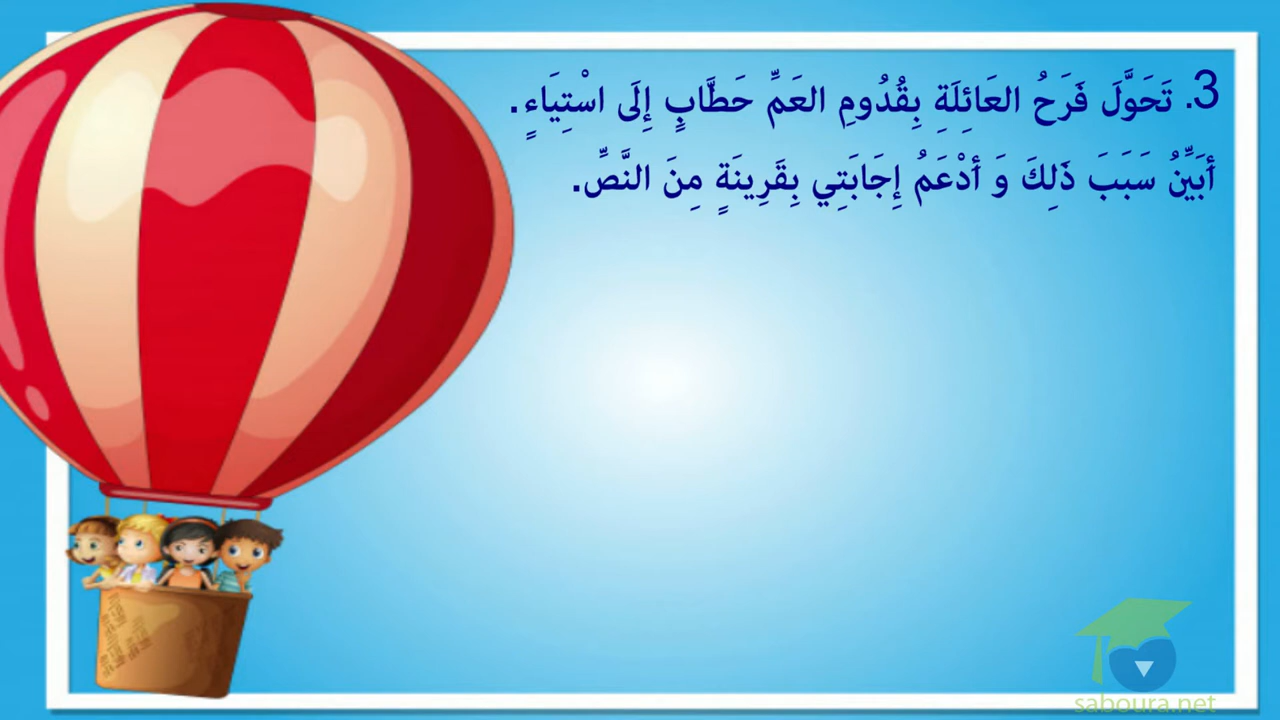 3. تَحَوَّلَ فَرَحُ العَائِلَةِ بِقُدُومِ العَمِّ حَطَّابٍ إِلَى اسْتِيَاءٍ.
أُبَيِّنُ سَبَبَ ذَلِكَ وَ أَدْعَمُ إِجَابَتِي بِقَرِينَةٍ مِنَ النَّصِّ.
saboura.net